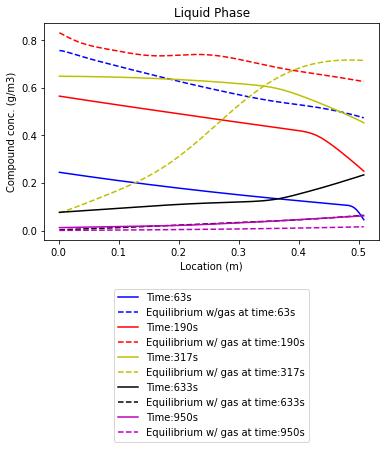 Liquid Phase
Compound conc. (g/m3)
0.8
0.6
0.4
0.2
0.0
0.0 0.1 0.2 0.3 0.4 0.5
Location (m)
Time:63s
Equilibrium w/gas at time:63s
Time:190s
Equilibrium w/ gas at time:190s
Time:317s
Equilibrium w/ gas at time:317s
Time:633s
Equilibrium w/ gas at time:633s
Time:950s
Equilibrium w/ gas at time:950s